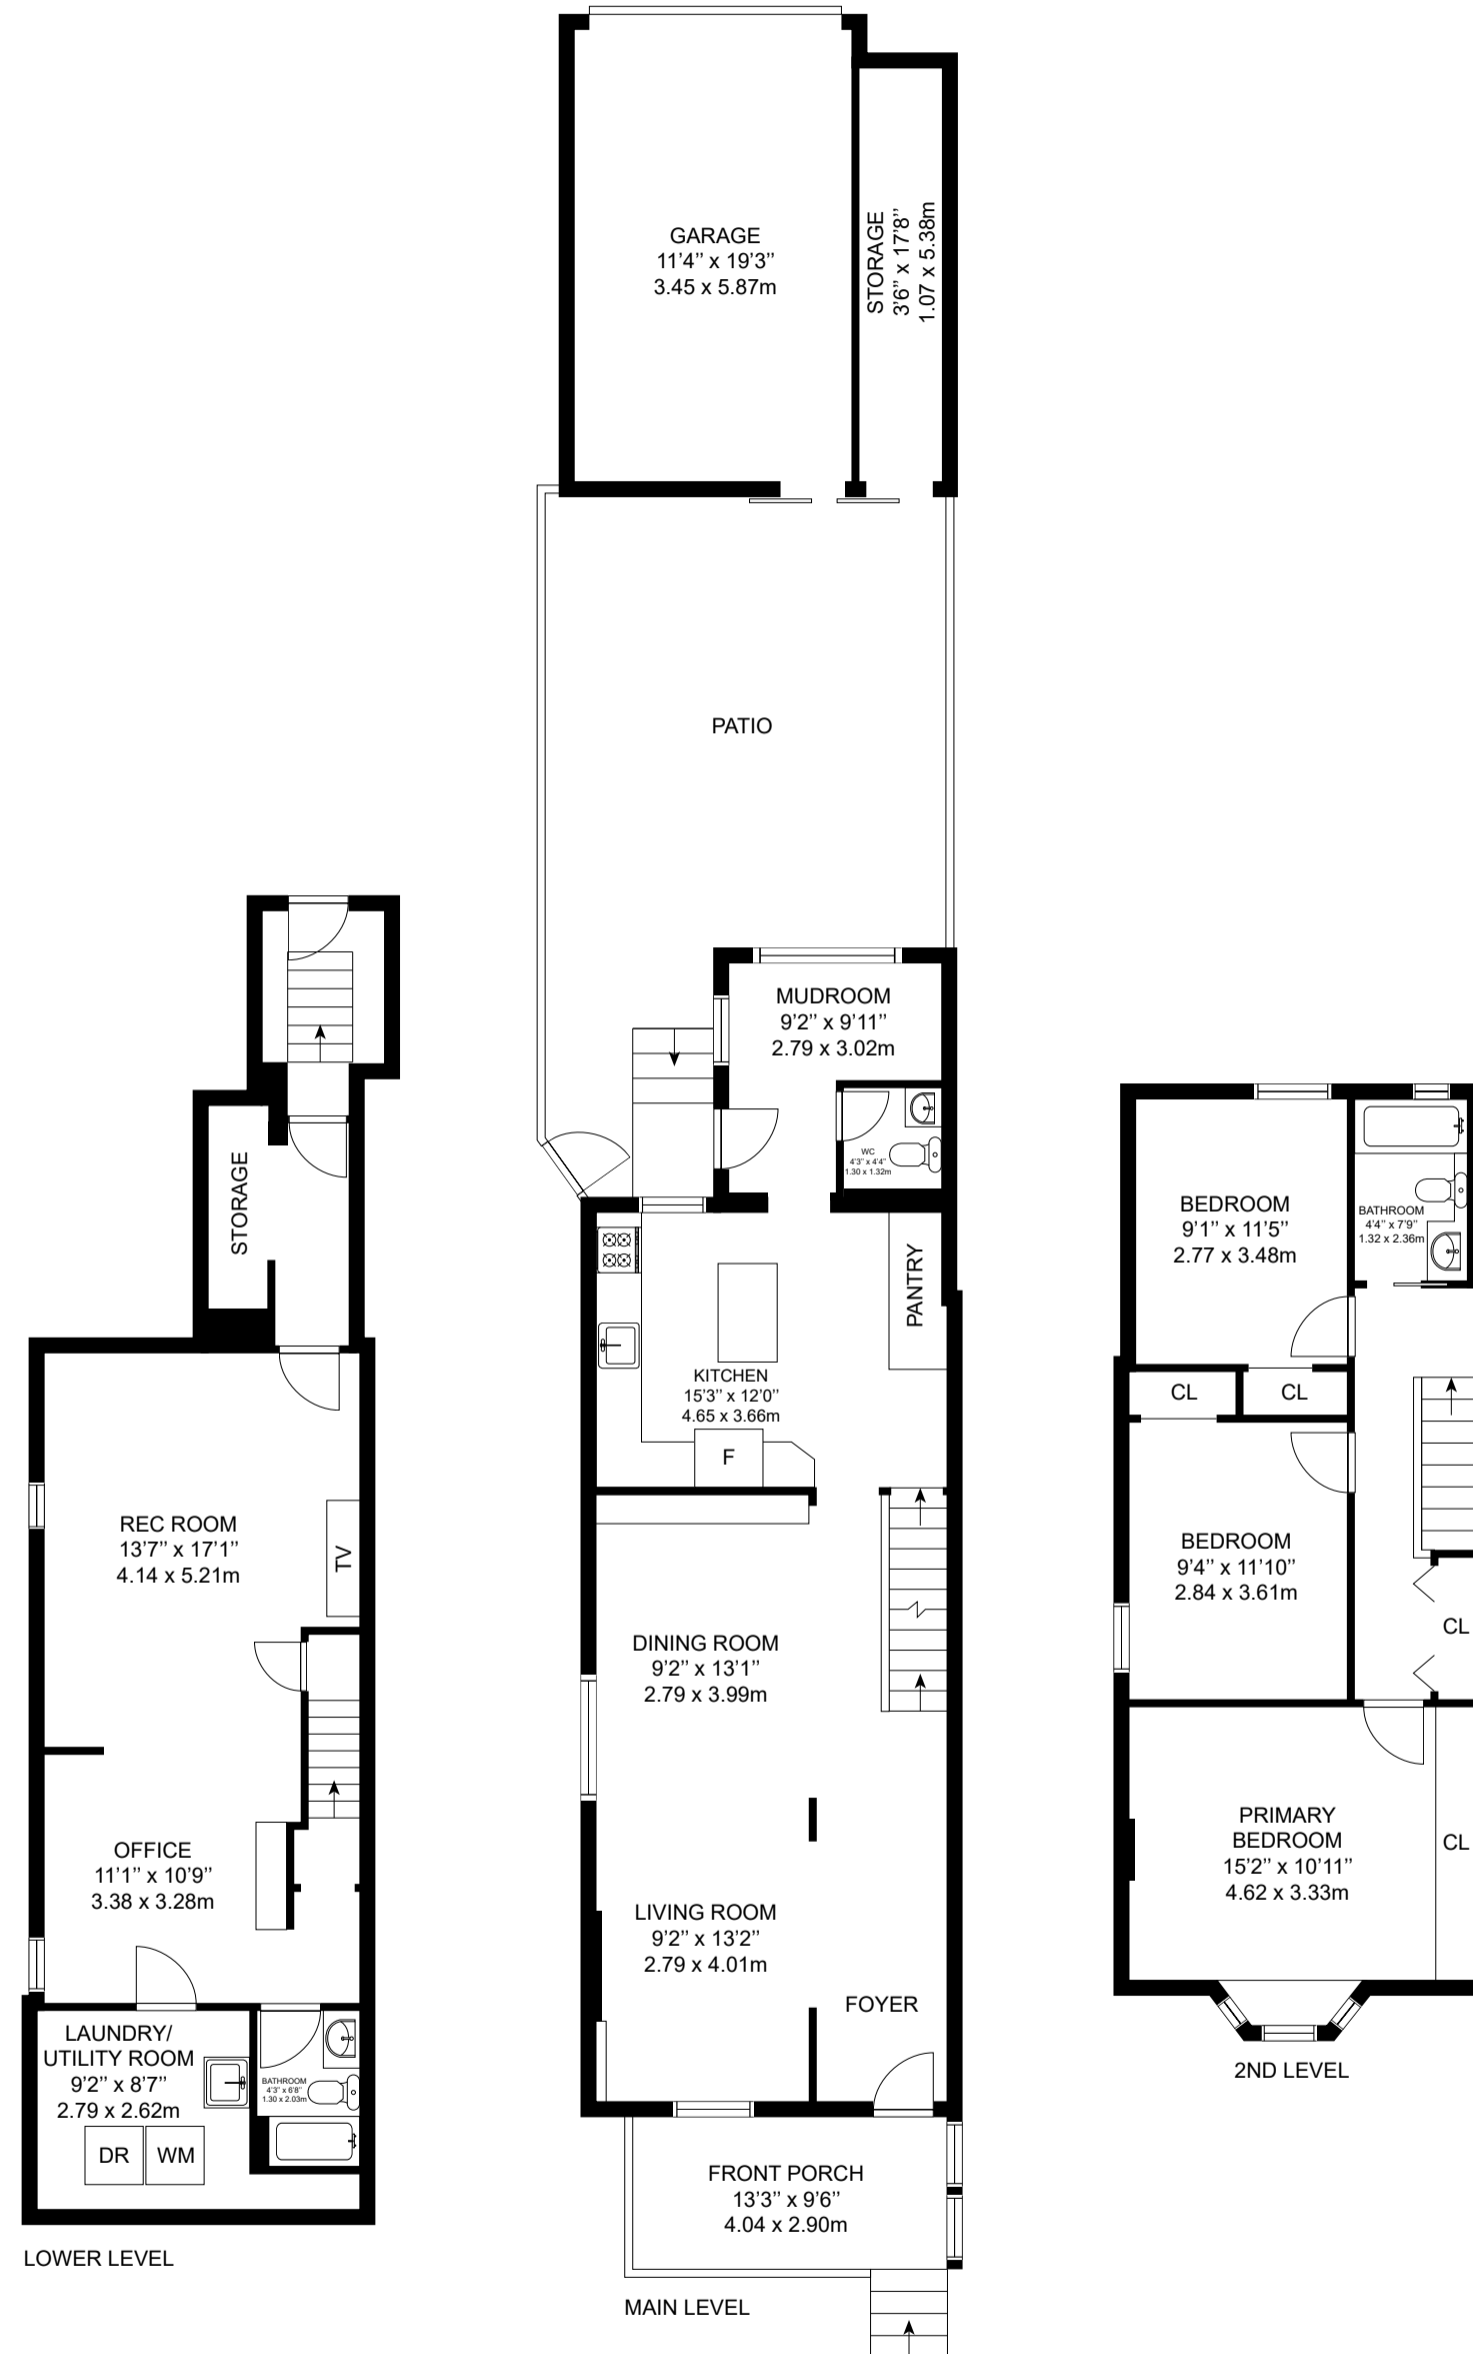 GARAGE
11’4’’ x 19’3’’
3.45 x 5.87m
STORAGE
3’6’’ x 17’8’’
1.07 x 5.38m
PATIO
MUDROOM
9’2’’ x 9’11’’
2.79 x 3.02m
WC
4’3’’ x 4’4’’
1.30 x 1.32m
PANTRY
KITCHEN
15’3’’ x 12’0’’
4.65 x 3.66m
F
DINING ROOM
9’2’’ x 13’1’’
2.79 x 3.99m
LIVING ROOM
9’2’’ x 13’2’’
2.79 x 4.01m
FOYER
FRONT PORCH
13’3’’ x 9’6’’
4.04 x 2.90m
MAIN LEVEL
STORAGE
REC ROOM
13’7’’ x 17’1’’
4.14 x 5.21m
TV
OFFICE
11’1’’ x 10’9’’
3.38 x 3.28m
LAUNDRY/
UTILITY ROOM
9’2’’ x 8’7’’
2.79 x 2.62m
DR
WM
BATHROOM
4’3’’ x 6’8’’
1.30 x 2.03m
LOWER LEVEL
BEDROOM
9’1’’ x 11’5’’
2.77 x 3.48m
BATHROOM
4’4’’ x 7’9’’
1.32 x 2.36m
CL
CL
BEDROOM
9’4’’ x 11’10’’
2.84 x 3.61m
CL
PRIMARY
BEDROOM
15’2’’ x 10’11’’
4.62 x 3.33m
CL
2ND LEVEL